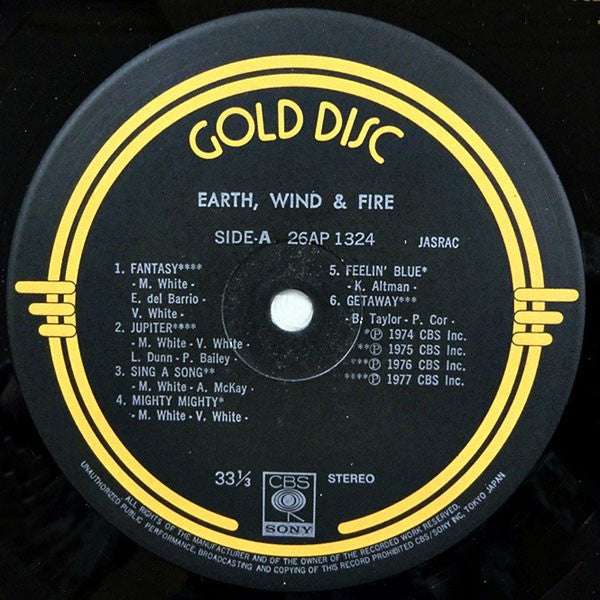 GOLD DISC
EARTH, WIND & FIRE
SIDE-A 26AP 1324 JASRAC
1. FANTASY****
- M. White -
E. del Barrio -
V. White -
2. JUPITER****
- M. White - V. White -
L. Dunn - P. Bailey -
3. SING A SONG**
- M. White - A. McKay -
4. MIGHTY MIGHTY*
- M. White - V. White -
5. FEELIN' BLUE*
- K. Altman -
6. GETAWAY***
- B. Taylor - P. Cor -
*Ⓟ 1974 CBS Inc.
**Ⓟ 1975 CBS Inc.
***Ⓟ 1976 CBS Inc.
****Ⓟ 1977 CBS Inc.
33⅓
CBS
SONY
STEREO
ALL RIGHTS OF THE MANUFACTURER AND OF THE OWNER OF THE RECORDED WORK RESERVED.
UNAUTHORIZED PUBLIC PERFORMANCE, BROADCASTING AND COPYING OF THIS RECORD PROHIBITED CBS/SONY INC, TOKYO JAPAN